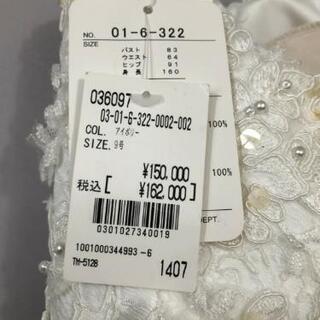 NO. 01-6-322
SIZE
バスト 83
ウエスト 64
ヒップ 91
身長 160
036097
03-01-6-322-0002-002
COL. アイボリー
SIZE. 9号
¥150,000
税込[ ¥162,000]
0301027340019
1001000344993-6
TM-5128
1407
100%
100%
100%
DEPT.